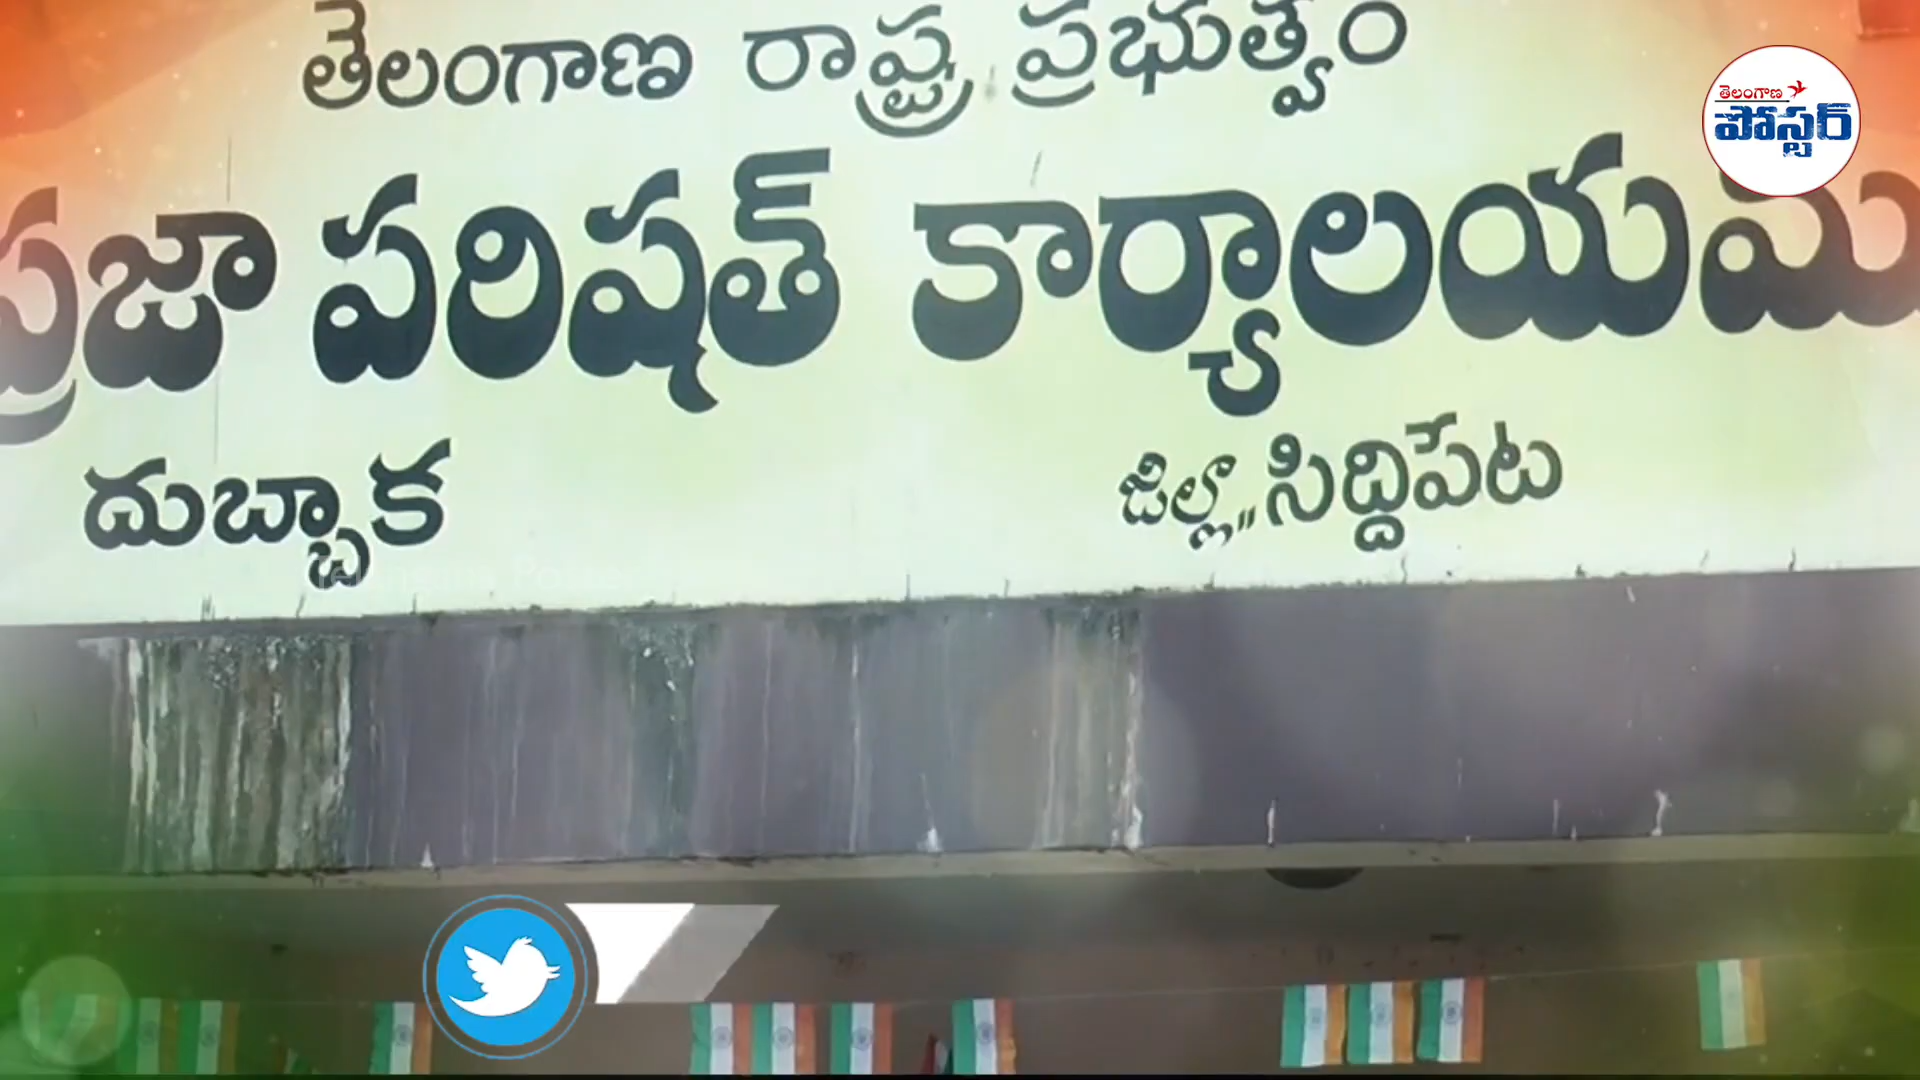 తెలంగాణ రాష్ట్ర ప్రభుత్వం
తెలంగాణ
పోస్టర్
ప్రజా పరిషత్ కార్యాలయము
దుబ్బాక
జిల్లా,, సిద్దిపేట